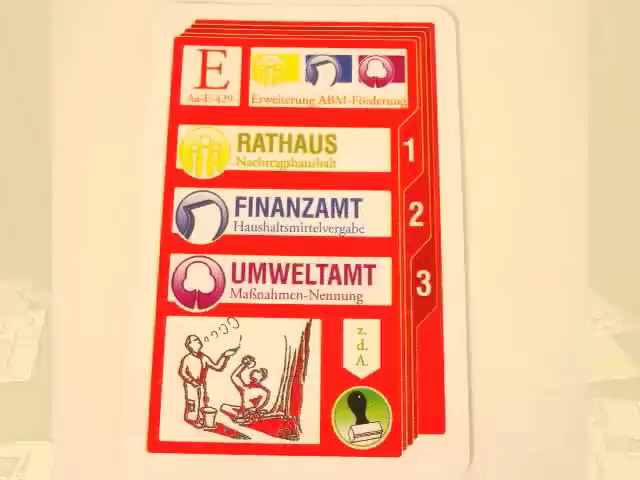 E
Aa-E-429
Erweiterung ABM-Förderung
RATHAUS
Nachtragshaushalt
1
FINANZAMT
Haushaltsmittelvergabe
2
UMWELTAMT
Maßnahmen-Nennung
3
z.
d.
A.